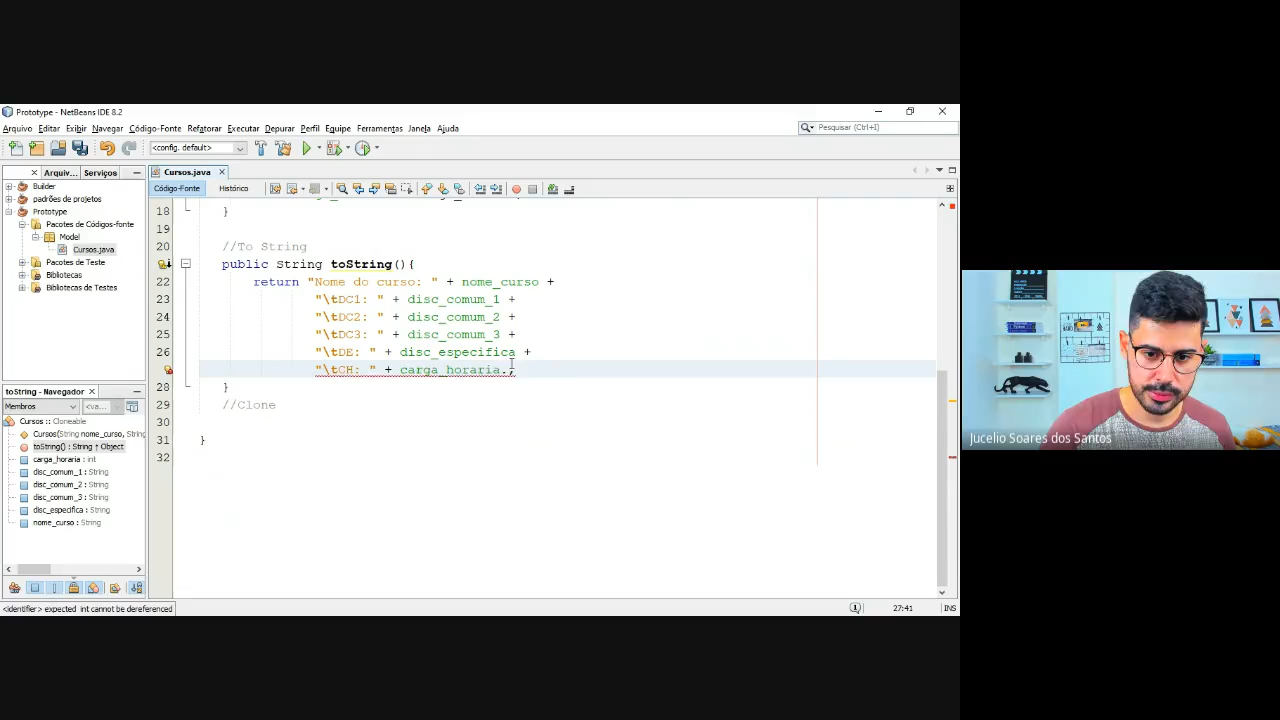 Prototype - NetBeans IDE 8.2
Arquivo Editar Exibir Navegar Código-Fonte Refatorar Executar Depurar Perfil Equipe Ferramentas Janela Ajuda
Pesquisar (Ctrl+I)
<config. default>
Arquiv... Serviços
Cursos.java
Código-Fonte Histórico
Builder
padrões de projetos
Prototype
Pacotes de Códigos-fonte
Model
Cursos.java
Pacotes de Teste
Bibliotecas
Bibliotecas de Testes
18 }
19
20 //To String
public String toString(){
22 return "Nome do curso: " + nome_curso +
23 "\tDC1: " + disc_comum_1 +
24 "\tDC2: " + disc_comum_2 +
25 "\tDC3: " + disc_comum_3 +
26 "\tDE: " + disc_especifica +
"\tCH: " + carga_horaria.;
28 }
29 //Clone
30
31 }
32
toString - Navegador
Membros <va...
Cursos :: Cloneable
Cursos(String nome_curso, String
toString() : String ↑ Object
carga_horaria : int
disc_comum_1 : String
disc_comum_2 : String
disc_comum_3 : String
disc_especifica : String
nome_curso : String
<identifier> expected int cannot be dereferenced
27:41 INS
Jucelio Soares dos Santos